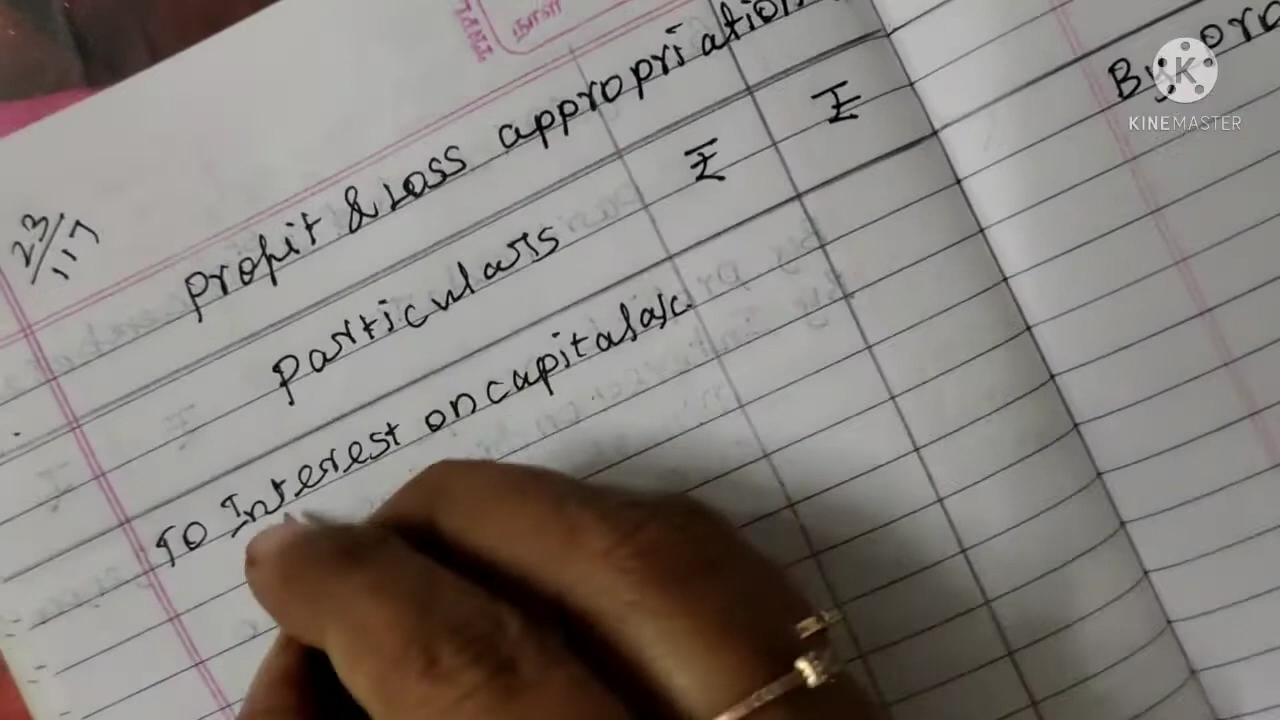 23/117
profit & Loss appropriation
particulars ₹ ₹
To Interest on capital a/c.
By
K
KINEMASTER